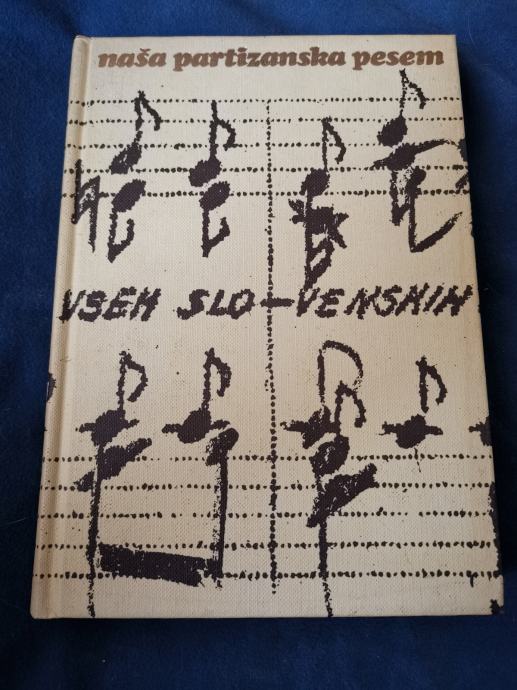 naša partizanska pesem
VSEH SLO-VENSKIH